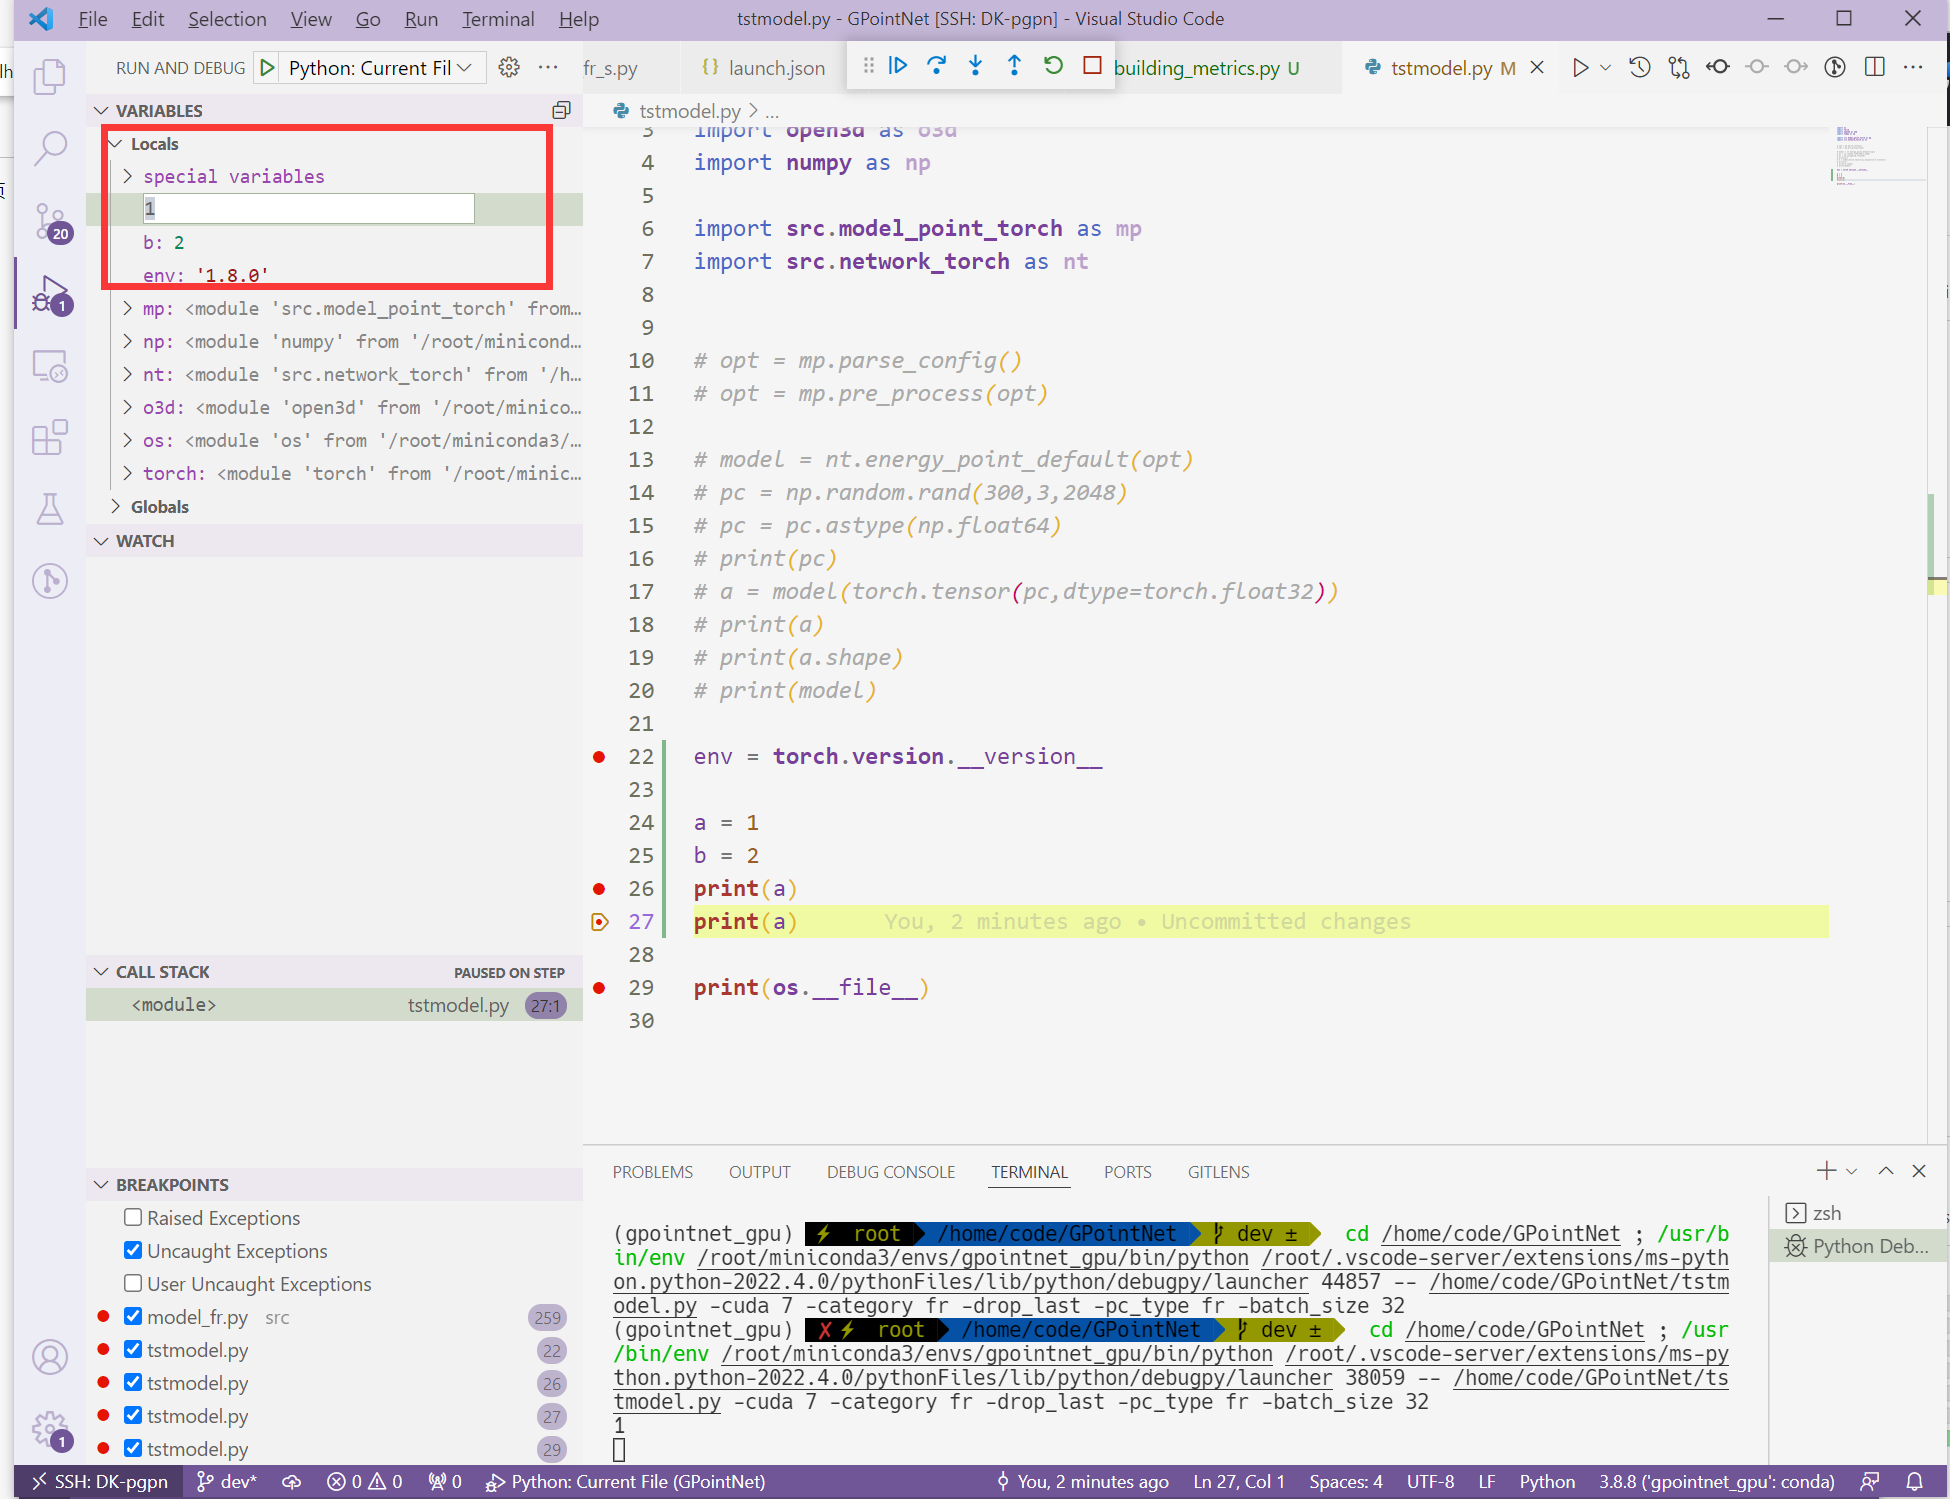 File Edit Selection View Go Run Terminal Help
tstmodel.py - GPointNet [SSH: DK-pgpn] - Visual Studio Code
RUN AND DEBUG Python: Current Fil
fr_s.py {} launch.json building_metrics.py U tstmodel.py M
VARIABLES
Locals
special variables
1
b: 2
env: '1.8.0'
mp: <module 'src.model_point_torch' from…
np: <module 'numpy' from '/root/minicond…
nt: <module 'src.network_torch' from '/h…
o3d: <module 'open3d' from '/root/minico…
os: <module 'os' from '/root/miniconda3/…
torch: <module 'torch' from '/root/minic…
Globals
WATCH
CALL STACK PAUSED ON STEP
<module> tstmodel.py 27:1
BREAKPOINTS
Raised Exceptions
Uncaught Exceptions
User Uncaught Exceptions
model_fr.py src 259
tstmodel.py 22
tstmodel.py 26
tstmodel.py 27
tstmodel.py 29
20
1
1
tstmodel.py > ...
3 import open3d as o3d
4 import numpy as np
5
6 import src.model_point_torch as mp
7 import src.network_torch as nt
8
9
10 # opt = mp.parse_config()
11 # opt = mp.pre_process(opt)
12
13 # model = nt.energy_point_default(opt)
14 # pc = np.random.rand(300,3,2048)
15 # pc = pc.astype(np.float64)
16 # print(pc)
17 # a = model(torch.tensor(pc,dtype=torch.float32))
18 # print(a)
19 # print(a.shape)
20 # print(model)
21
22 env = torch.version.__version__
23
24 a = 1
25 b = 2
26 print(a)
27 print(a) You, 2 minutes ago • Uncommitted changes
28
29 print(os.__file__)
30
PROBLEMS OUTPUT DEBUG CONSOLE TERMINAL PORTS GITLENS
zsh
Python Deb...
(gpointnet_gpu) ⚡ root /home/code/GPointNet dev ± cd /home/code/GPointNet ; /usr/b
in/env /root/miniconda3/envs/gpointnet_gpu/bin/python /root/.vscode-server/extensions/ms-pyth
on.python-2022.4.0/pythonFiles/lib/python/debugpy/launcher 44857 -- /home/code/GPointNet/tstm
odel.py -cuda 7 -category fr -drop_last -pc_type fr -batch_size 32
(gpointnet_gpu) ✗⚡ root /home/code/GPointNet dev ± cd /home/code/GPointNet ; /usr
/bin/env /root/miniconda3/envs/gpointnet_gpu/bin/python /root/.vscode-server/extensions/ms-py
thon.python-2022.4.0/pythonFiles/lib/python/debugpy/launcher 38059 -- /home/code/GPointNet/ts
tmodel.py -cuda 7 -category fr -drop_last -pc_type fr -batch_size 32
1
SSH: DK-pgpn dev* 0 0 0 Python: Current File (GPointNet) You, 2 minutes ago Ln 27, Col 1 Spaces: 4 UTF-8 LF Python 3.8.8 ('gpointnet_gpu': conda)